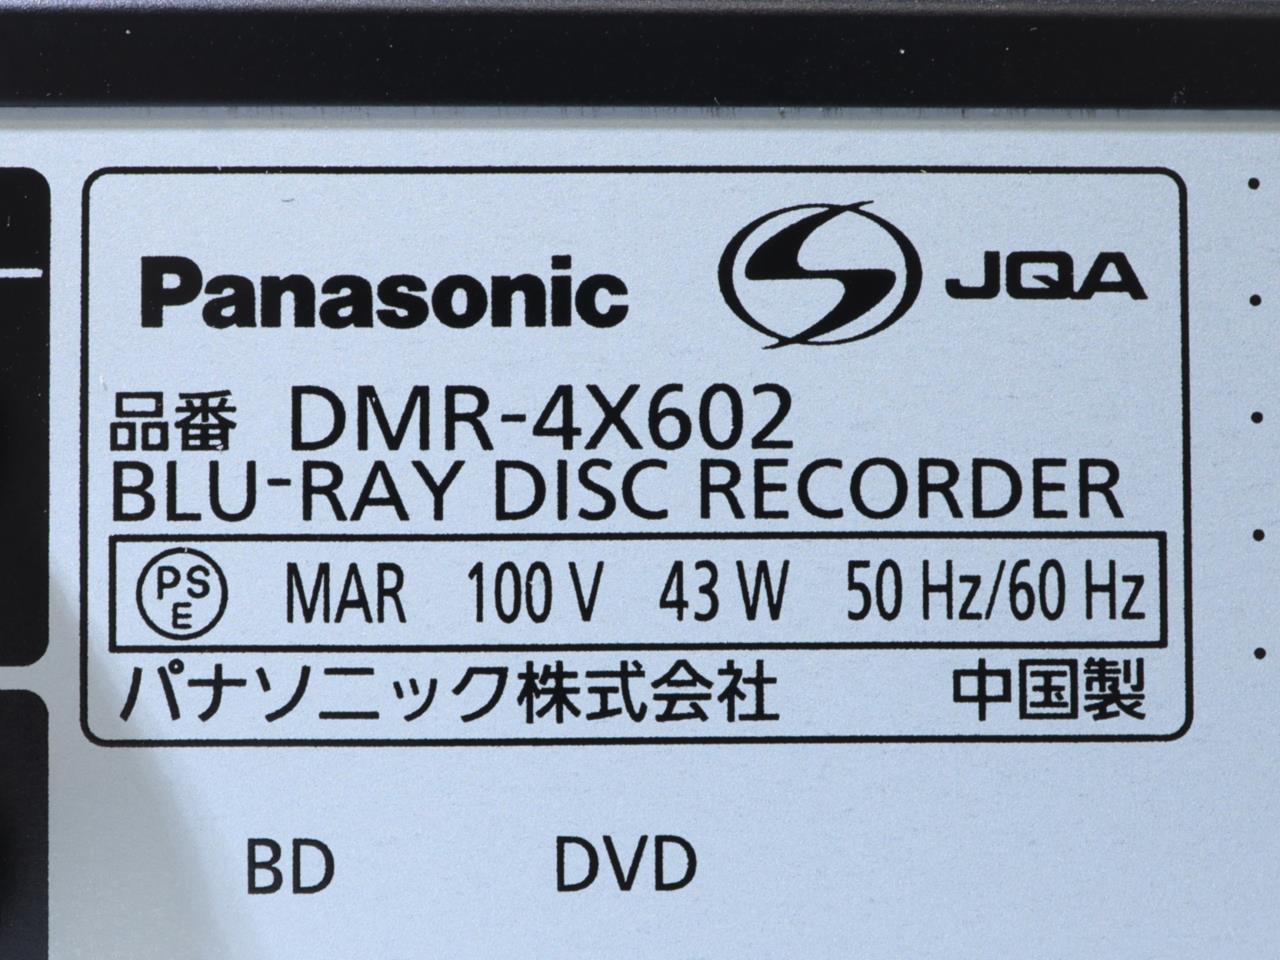 Panasonic JQA
品番 DMR-4X602
BLU-RAY DISC RECORDER
PSE MAR 100 V 43 W 50 Hz/60 Hz
パナソニック株式会社 中国製
BD DVD